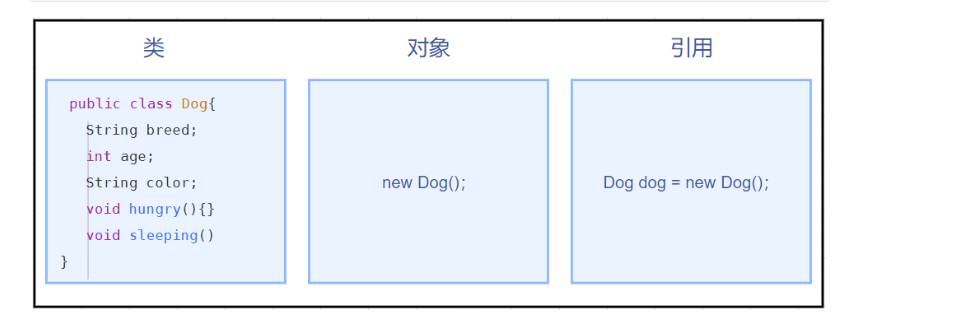 类
对象
引用
public class Dog{
String breed;
int age;
String color;
void hungry(){}
void sleeping()
}
new Dog();
Dog dog = new Dog();